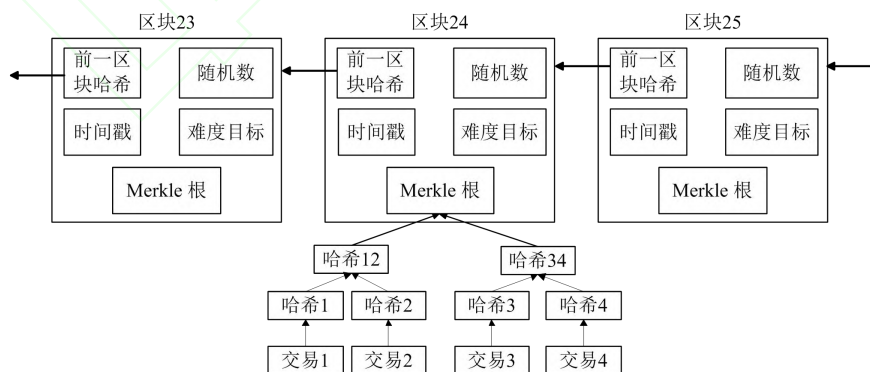 区块23
区块24
区块25
前一区
块哈希
随机数
时间戳
难度目标
Merkle 根
前一区
块哈希
随机数
时间戳
难度目标
Merkle 根
前一区
块哈希
随机数
时间戳
难度目标
Merkle 根
哈希12
哈希34
哈希1
哈希2
哈希3
哈希4
交易1
交易2
交易3
交易4